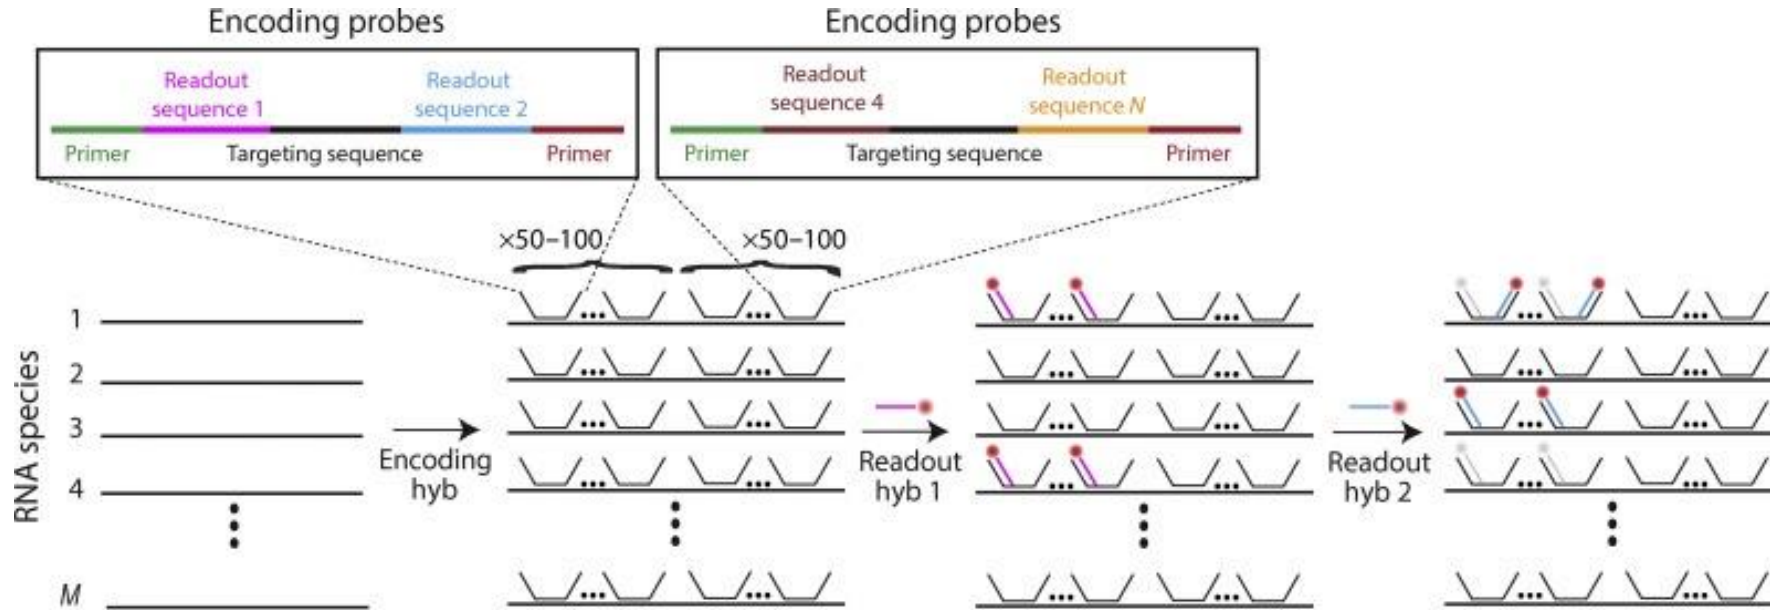 Encoding probes
Readout
sequence 1
Readout
sequence 2
Primer
Targeting sequence
Primer
Encoding probes
Readout
sequence 4
Readout
sequence N
Primer
Targeting sequence
Primer
×50–100
×50–100
RNA species
1
2
3
4
M
Encoding
hyb
Readout
hyb 1
Readout
hyb 2